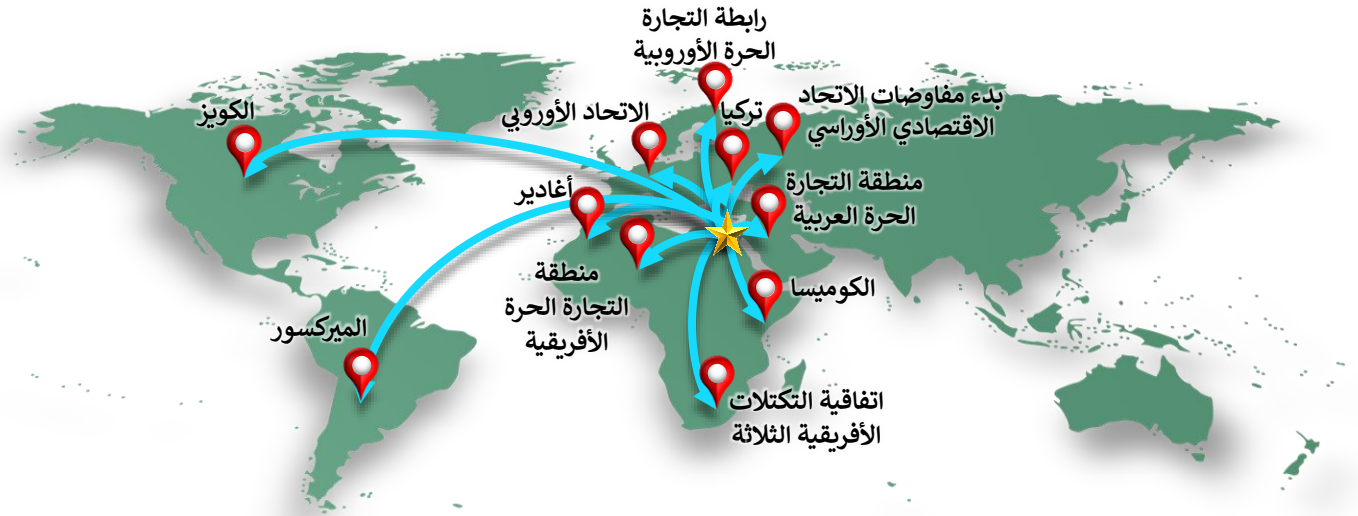 رابطة التجارة
الحرة الأوروبية
بدء مفاوضات الاتحاد
الاقتصادي الأوراسي
تركيا
الاتحاد الأوروبي
الكويز
منطقة التجارة
الحرة العربية
أغادير
منطقة
التجارة الحرة
الأفريقية
الكوميسا
الميركسور
اتفاقية التكتلات
الأفريقية الثلاثة